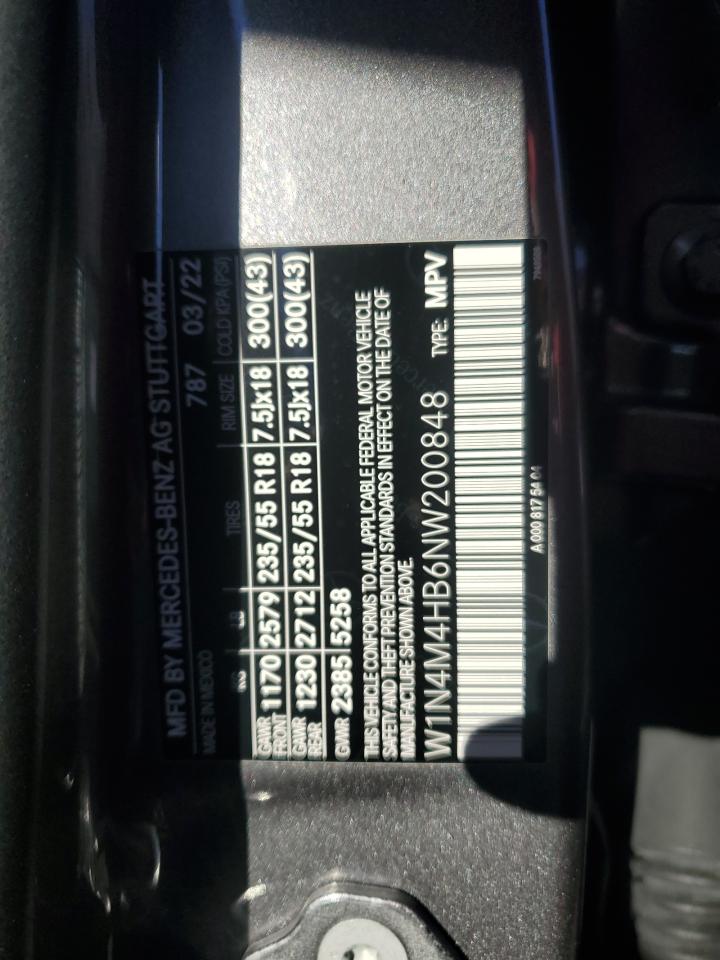 MFD BY MERCEDES-BENZ AG STUTTGART
MADE IN MEXICO 787 03/22
KG LB TIRES RIM SIZE COLD KPA(PSI)
GAWR FRONT 1170 2579 235/55 R18 7.5Jx18 300(43)
GAWR REAR 1230 2712 235/55 R18 7.5Jx18 300(43)
GVWR 2385 5258
THIS VEHICLE CONFORMS TO ALL APPLICABLE FEDERAL MOTOR VEHICLE
SAFETY AND THEFT PREVENTION STANDARDS IN EFFECT ON THE DATE OF
MANUFACTURE SHOWN ABOVE.
W1N4M4HB6NW200848 TYPE: MPV
A 000 817 54 04